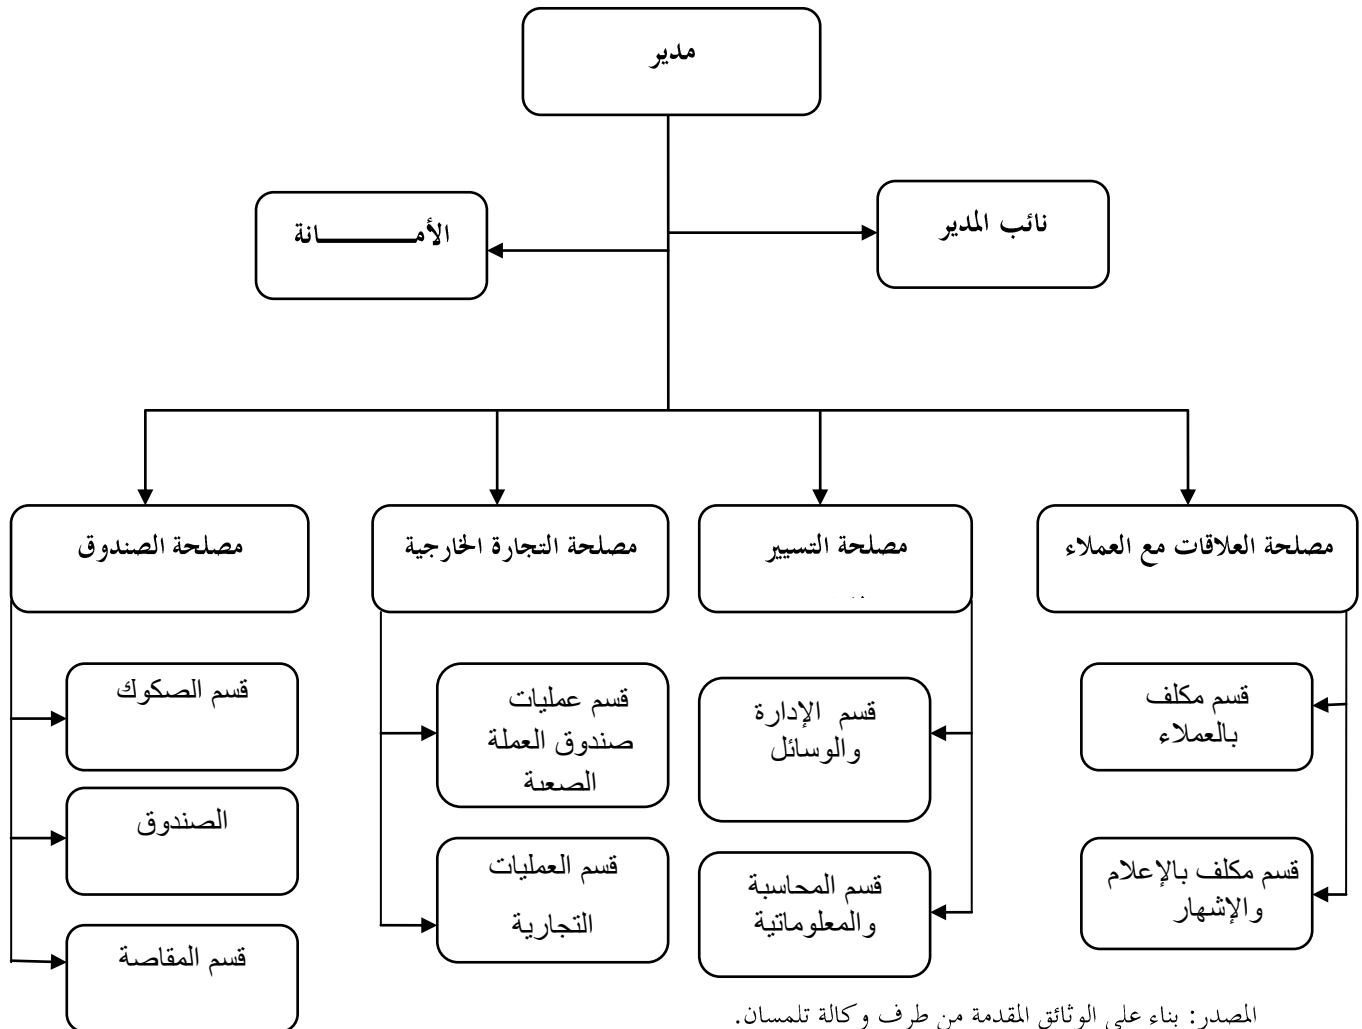 مدير
نائب المدير
الأمـــــــــانة
مصلحة العلاقات مع العملاء
مصلحة التسيير
مصلحة التجارة الخارجية
مصلحة الصندوق
قسم مكلف
بالعملاء
قسم مكلف بالإعلام
والإشهار
قسم الإدارة
والوسائل
قسم المحاسبة
والمعلوماتية
قسم عمليات
صندوق العملة
الصعبة
قسم العمليات
التجارية
قسم الصكوك
الصندوق
قسم المقاصة
المصدر: بناء على الوثائق المقدمة من طرف وكالة تلمسان.